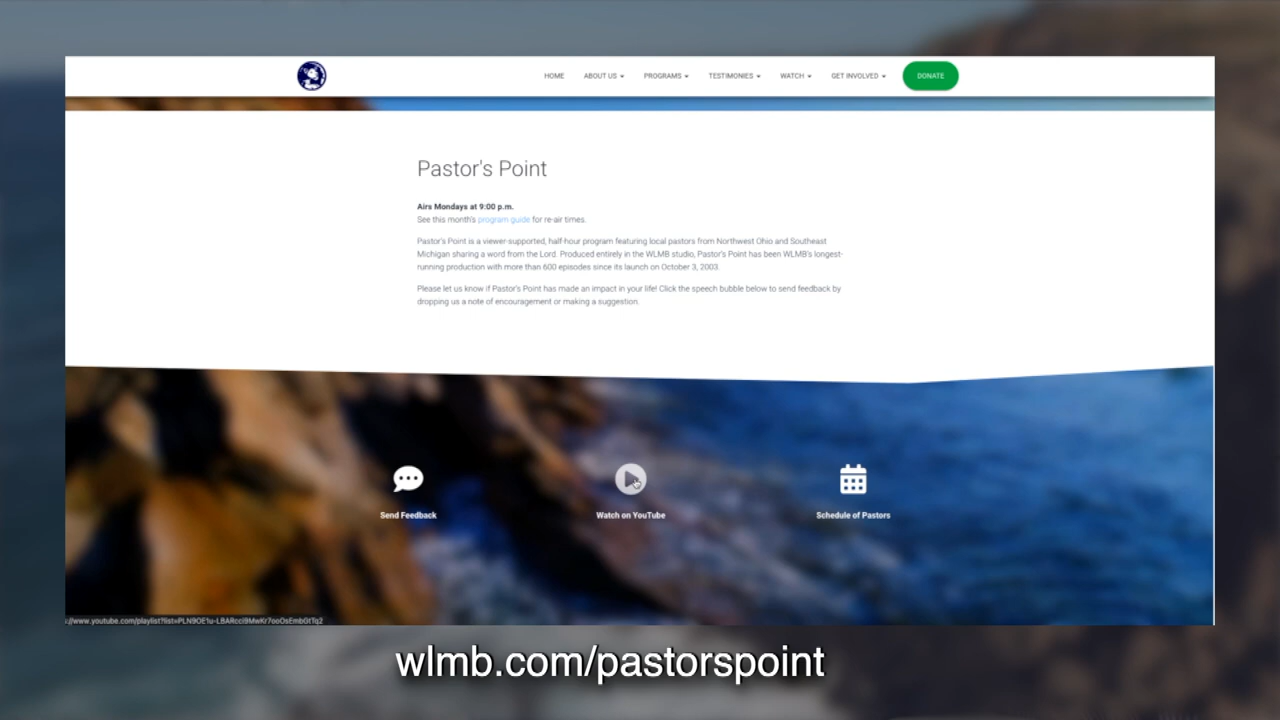 HOME ABOUT US PROGRAMS TESTIMONIES WATCH GET INVOLVED DONATE
Pastor's Point
Airs Mondays at 9:00 p.m.
See this month's program guide for re-air times.
Pastor's Point is a viewer-supported, half-hour program featuring local pastors from Northwest Ohio and Southeast
Michigan sharing a word from the Lord. Produced entirely in the WLMB studio, Pastor's Point has been WLMB's longest-
running production with more than 600 episodes since its launch on October 3, 2003.
Please let us know if Pastor's Point has made an impact in your life! Click the speech bubble below to send feedback by
dropping us a note of encouragement or making a suggestion.
Send Feedback Watch on YouTube Schedule of Pastors
wlmb.com/pastorspoint